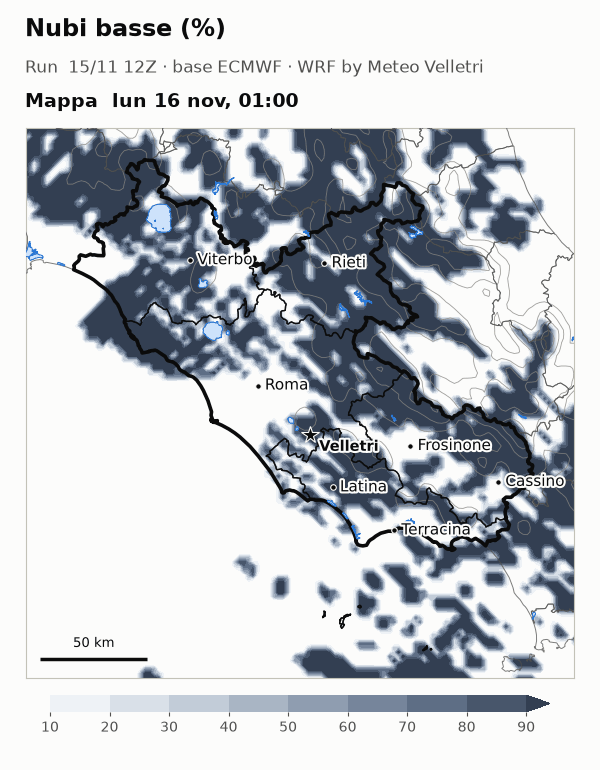 Nubi basse (%)
Run 15/11 12Z · base ECMWF · WRF by Meteo Velletri
Mappa lun 16 nov, 01:00
Viterbo
Rieti
Roma
Velletri
Frosinone
Cassino
Latina
Terracina
50 km
10 20 30 40 50 60 70 80 90